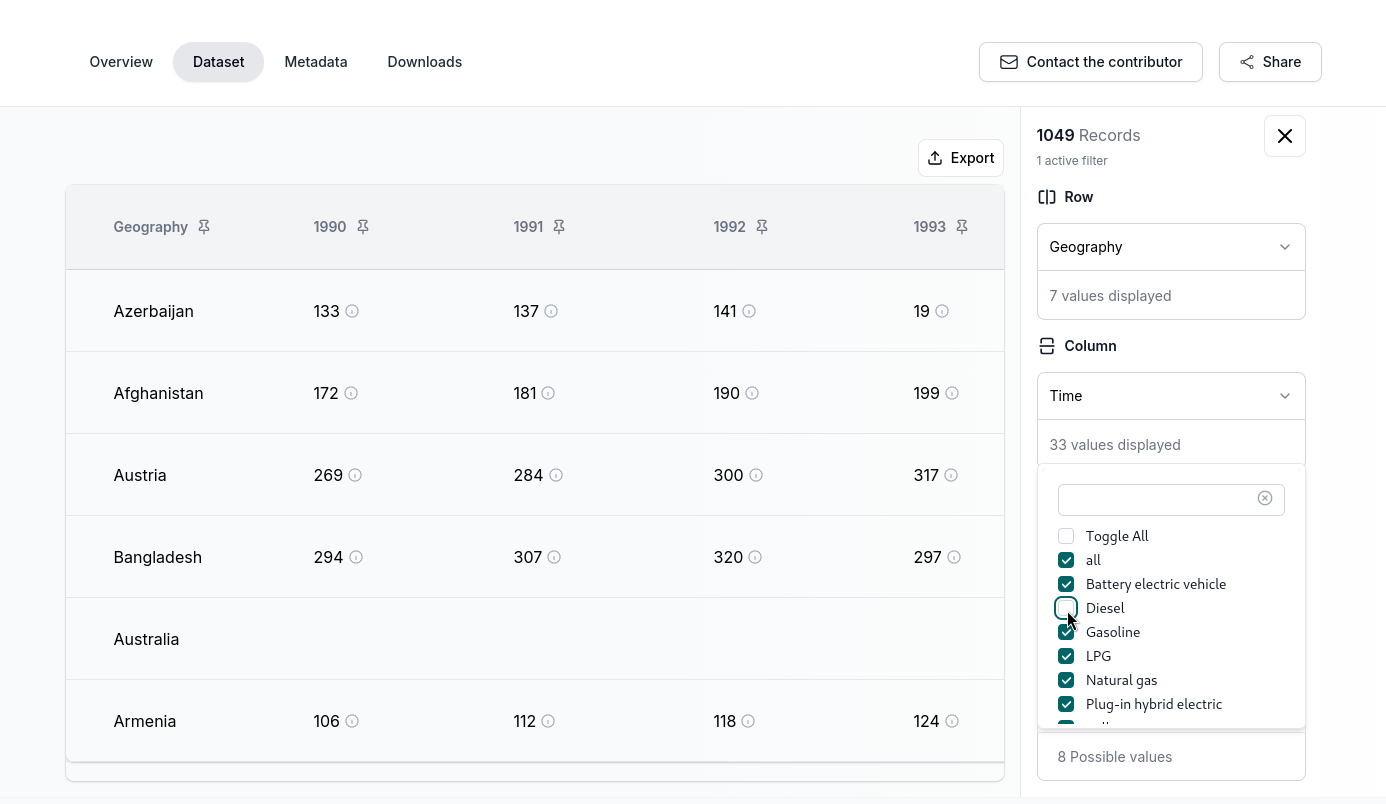 Overview Dataset Metadata Downloads Contact the contributor Share
1049 Records
1 active filter
Export
Row
Geography 1990 1991 1992 1993
Azerbaijan 133 137 141 19
Afghanistan 172 181 190 199
Austria 269 284 300 317
Bangladesh 294 307 320 297
Australia
Armenia 106 112 118 124
Geography
7 values displayed
Column
Time
33 values displayed
Toggle All
all
Battery electric vehicle
Diesel
Gasoline
LPG
Natural gas
Plug-in hybrid electric
8 Possible values